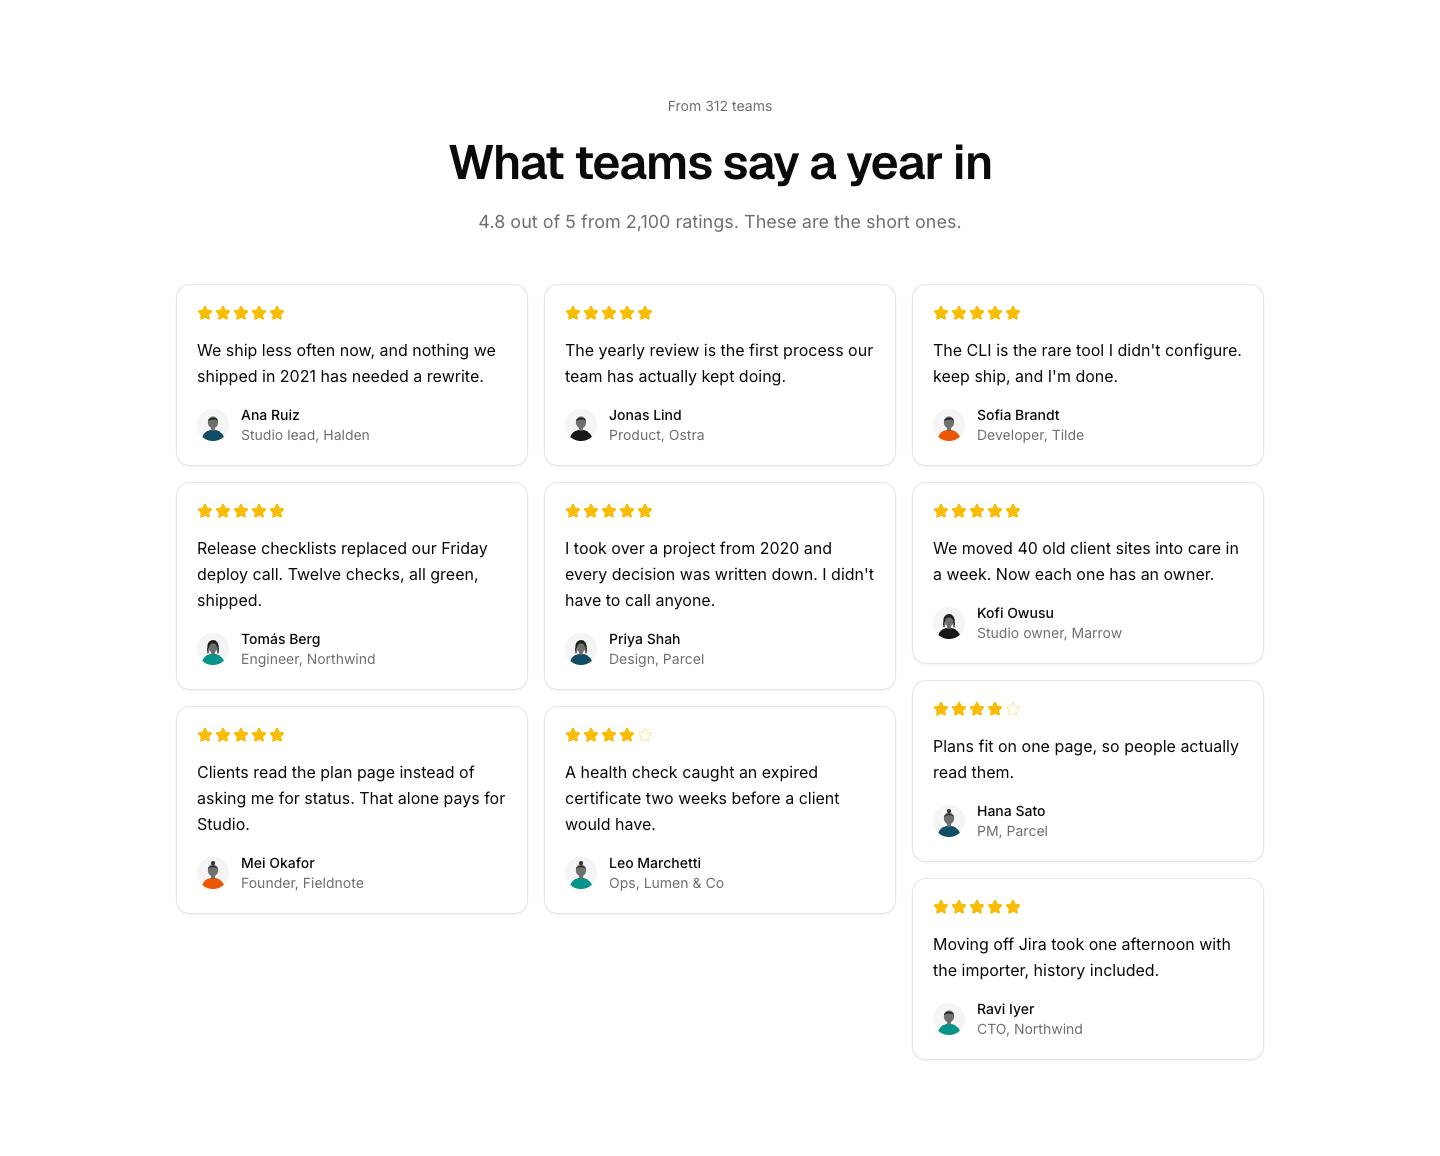 From 312 teams
What teams say a year in
4.8 out of 5 from 2,100 ratings. These are the short ones.
We ship less often now, and nothing we
shipped in 2021 has needed a rewrite.
Ana Ruiz
Studio lead, Halden
Release checklists replaced our Friday
deploy call. Twelve checks, all green,
shipped.
Tomás Berg
Engineer, Northwind
Clients read the plan page instead of
asking me for status. That alone pays for
Studio.
Mei Okafor
Founder, Fieldnote
The yearly review is the first process our
team has actually kept doing.
Jonas Lind
Product, Ostra
I took over a project from 2020 and
every decision was written down. I didn't
have to call anyone.
Priya Shah
Design, Parcel
A health check caught an expired
certificate two weeks before a client
would have.
Leo Marchetti
Ops, Lumen & Co
The CLI is the rare tool I didn't configure.
keep ship, and I'm done.
Sofia Brandt
Developer, Tilde
We moved 40 old client sites into care in
a week. Now each one has an owner.
Kofi Owusu
Studio owner, Marrow
Plans fit on one page, so people actually
read them.
Hana Sato
PM, Parcel
Moving off Jira took one afternoon with
the importer, history included.
Ravi Iyer
CTO, Northwind